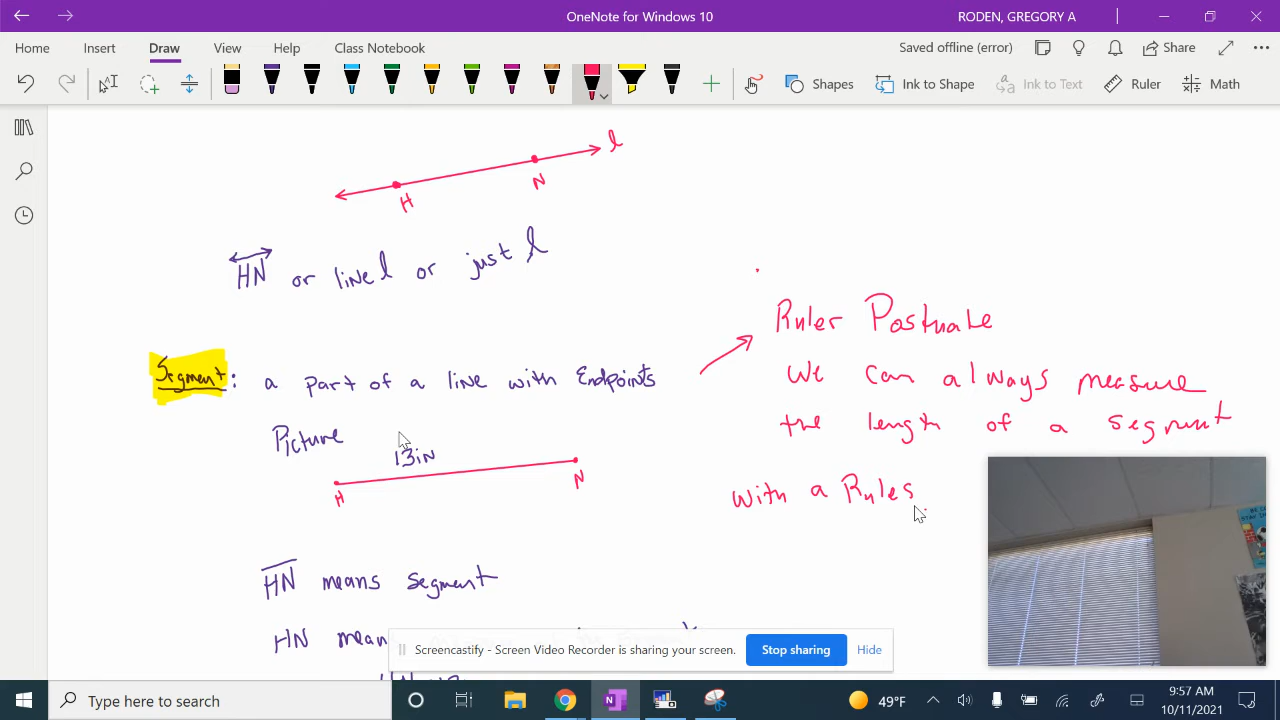 OneNote for Windows 10
RODEN, GREGORY A
Home Insert Draw View Help Class Notebook
Saved offline (error) Share
Shapes Ink to Shape Ink to Text Ruler Math
l
H N
HN or line l or just l
Segment: a part of a line with Endpoints
Picture
13in
H N
HN means segment
HN mean
Ruler Postuate
We can always measure
the length of a segment
with a Rules
Screencastify - Screen Video Recorder is sharing your screen. Stop sharing Hide
Type here to search
49°F
9:57 AM
10/11/2021